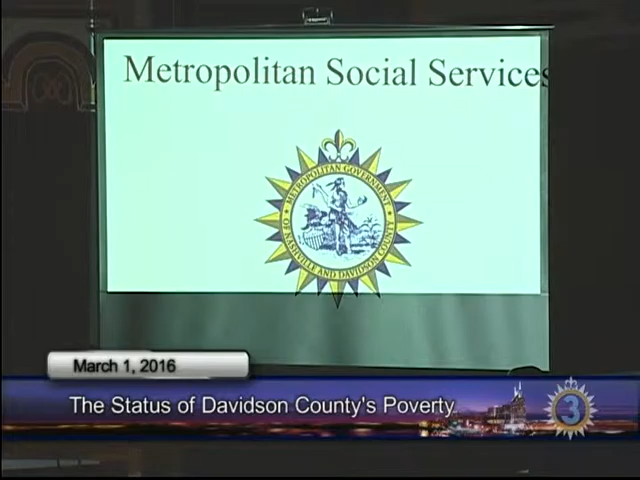 Metropolitan Social Services
METROPOLITAN GOVERNMENT
OF NASHVILLE AND DAVIDSON COUNTY
March 1, 2016
The Status of Davidson County's Poverty
3